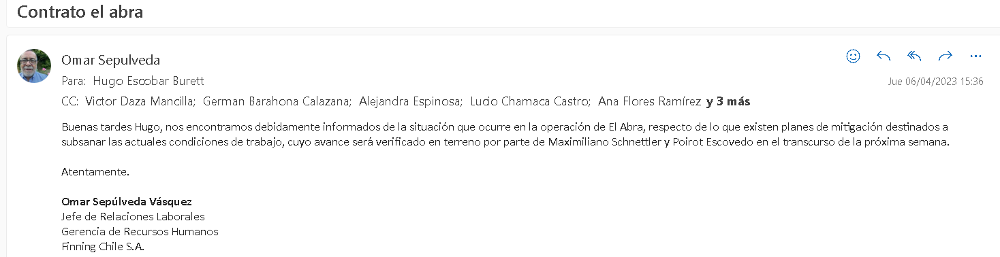 Contrato el abra
Omar Sepulveda
Para: Hugo Escobar Burett
Jue 06/04/2023 15:36
CC: Victor Daza Mancilla; German Barahona Calazana; Alejandra Espinosa; Lucio Chamaca Castro; Ana Flores Ramírez y 3 más
Buenas tardes Hugo, nos encontramos debidamente informados de la situación que ocurre en la operación de El Abra, respecto de lo que existen planes de mitigación destinados a
subsanar las actuales condiciones de trabajo, cuyo avance será verificado en terreno por parte de Maximiliano Schnettler y Poirot Escovedo en el transcurso de la próxima semana.
Atentamente.
Omar Sepúlveda Vásquez
Jefe de Relaciones Laborales
Gerencia de Recursos Humanos
Finning Chile S.A.